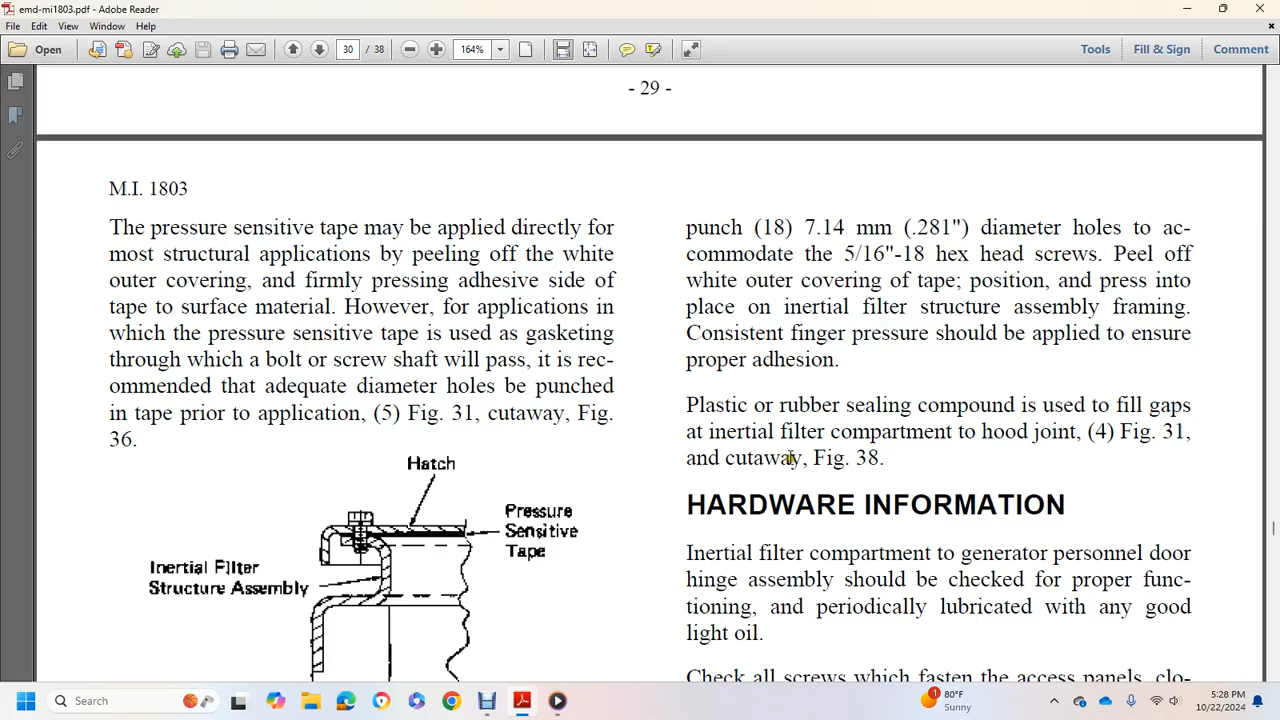 emd-mi1803.pdf - Adobe Reader
File Edit View Window Help
Open
30 / 38
164%
Tools Fill & Sign Comment
- 29 -
M.I. 1803
The pressure sensitive tape may be applied directly for
most structural applications by peeling off the white
outer covering, and firmly pressing adhesive side of
tape to surface material. However, for applications in
which the pressure sensitive tape is used as gasketing
through which a bolt or screw shaft will pass, it is rec-
ommended that adequate diameter holes be punched
in tape prior to application, (5) Fig. 31, cutaway, Fig.
36.
Hatch
Pressure
Sensitive
Tape
Inertial Filter
Structure Assembly
punch (18) 7.14 mm (.281") diameter holes to ac-
commodate the 5/16"-18 hex head screws. Peel off
white outer covering of tape; position, and press into
place on inertial filter structure assembly framing.
Consistent finger pressure should be applied to ensure
proper adhesion.
Plastic or rubber sealing compound is used to fill gaps
at inertial filter compartment to hood joint, (4) Fig. 31,
and cutaway, Fig. 38.
HARDWARE INFORMATION
Inertial filter compartment to generator personnel door
hinge assembly should be checked for proper func-
tioning, and periodically lubricated with any good
light oil.
Check all screws which fasten the access panels, clo-
Search
1
80°F
Sunny
5:28 PM
10/22/2024